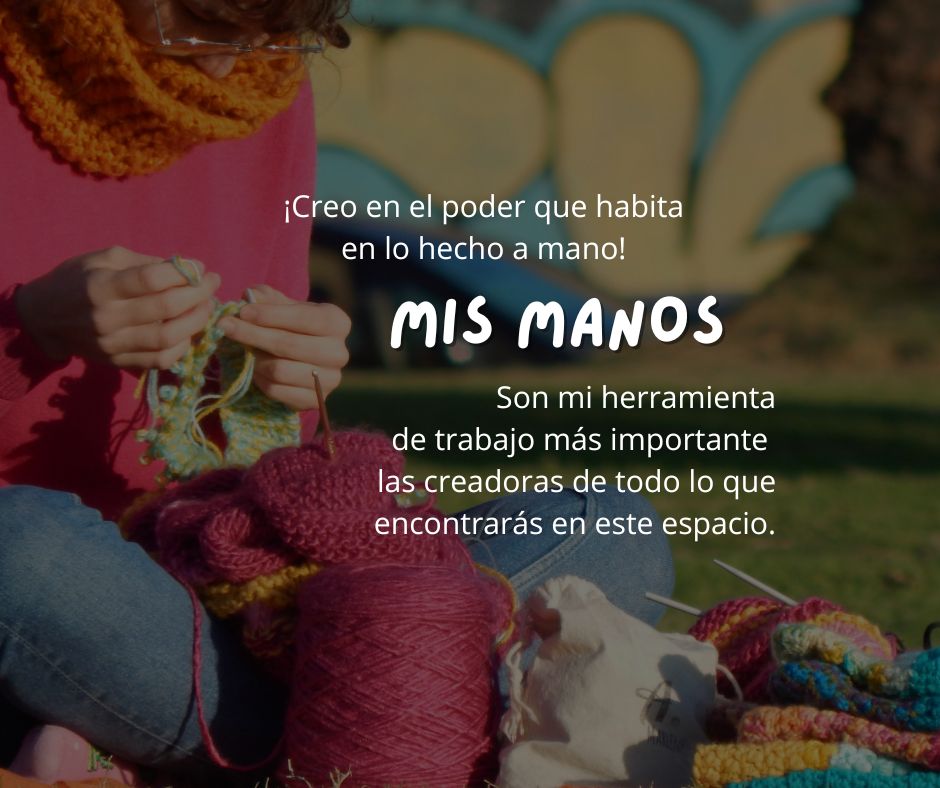 ¡Creo en el poder que habita
en lo hecho a mano!
MIS MANOS
Son mi herramienta
de trabajo más importante
las creadoras de todo lo que
encontrarás en este espacio.